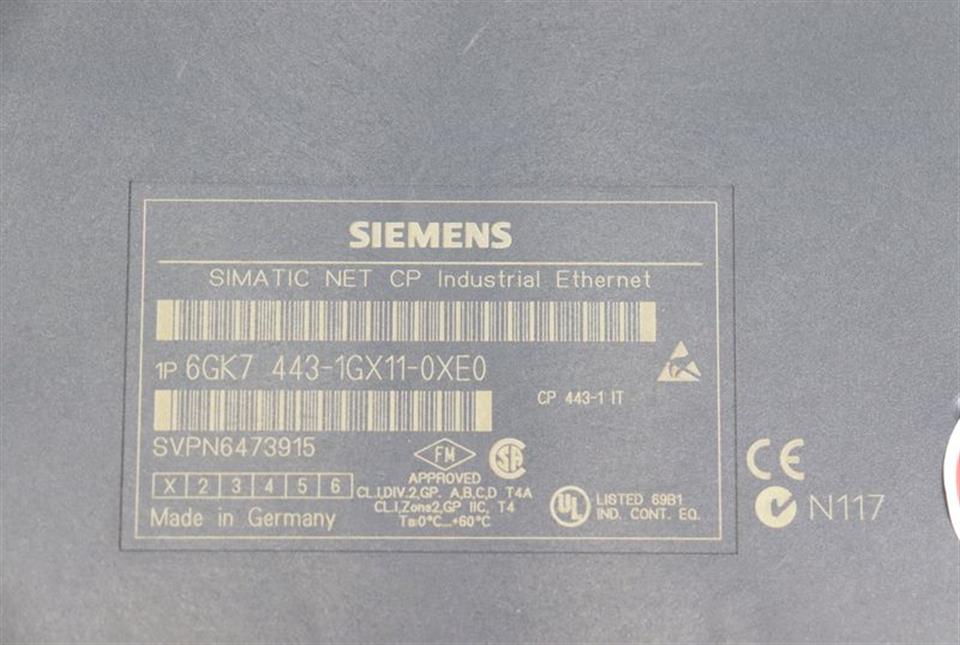 SIEMENS
SIMATIC NET CP Industrial Ethernet
1P 6GK7 443-1GX11-0XE0
CP 443-1 IT
SVPN6473915
FM
APPROVED
SA
X 2 3 4 5 6
CL.I,DIV.2,GP. A,B,C,D T4A
CL.I,Zone2,GP IIC, T4
Ta:0°C...+60°C
Made in Germany
UL
LISTED 69B1
IND. CONT. EQ.
CE
N117